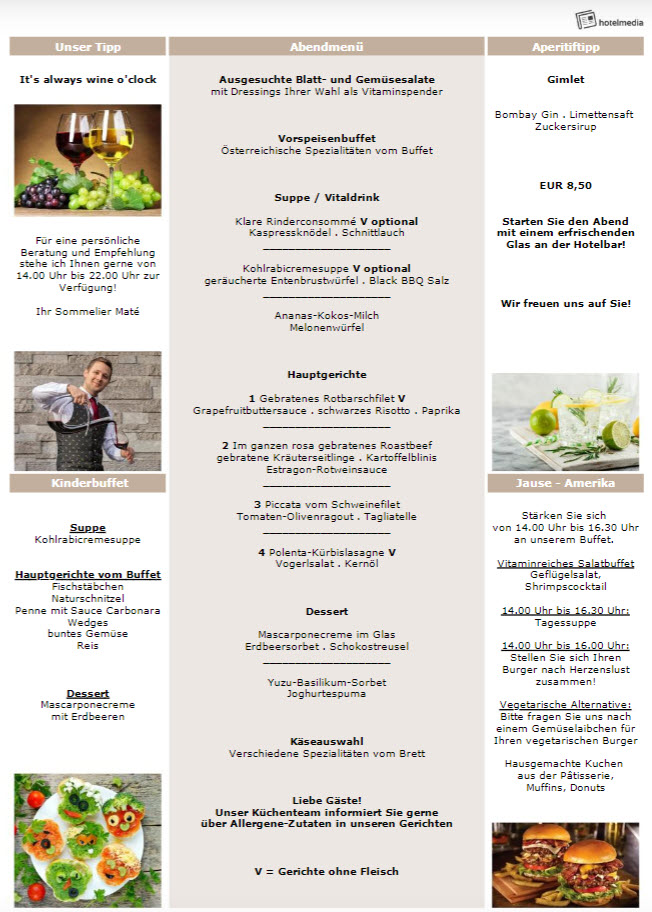 hotelmedia
Unser Tipp
It's always wine o'clock
Für eine persönliche
Beratung und Empfehlung
stehe ich Ihnen gerne von
14.00 Uhr bis 22.00 Uhr zur
Verfügung!
Ihr Sommelier Maté
Kinderbuffet
Suppe
Kohlrabicremesuppe
Hauptgerichte vom Buffet
Fischstäbchen
Naturschnitzel
Penne mit Sauce Carbonara
Wedges
buntes Gemüse
Reis
Dessert
Mascarponecreme
mit Erdbeeren
Abendmenü
Ausgesuchte Blatt- und Gemüsesalate
mit Dressings Ihrer Wahl als Vitaminspender
Vorspeisenbuffet
Österreichische Spezialitäten vom Buffet
Suppe / Vitaldrink
Klare Rinderconsommé V optional
Kaspressknödel . Schnittlauch
____________________
Kohlrabicremesuppe V optional
geräucherte Entenbrustwürfel . Black BBQ Salz
____________________
Ananas-Kokos-Milch
Melonenwürfel
Hauptgerichte
1 Gebratenes Rotbarschfilet V
Grapefruitbuttersauce . schwarzes Risotto . Paprika
____________________
2 Im ganzen rosa gebratenes Roastbeef
gebratene Kräuterseitlinge . Kartoffelblinis
Estragon-Rotweinsauce
____________________
3 Piccata vom Schweinefilet
Tomaten-Olivenragout . Tagliatelle
____________________
4 Polenta-Kürbislasagne V
Vogerlsalat . Kernöl
Dessert
Mascarponecreme im Glas
Erdbeersorbet . Schokostreusel
____________________
Yuzu-Basilikum-Sorbet
Joghurtespuma
Käseauswahl
Verschiedene Spezialitäten vom Brett
Liebe Gäste!
Unser Küchenteam informiert Sie gerne
über Allergene-Zutaten in unseren Gerichten
V = Gerichte ohne Fleisch
Aperitiftipp
Gimlet
Bombay Gin . Limettensaft
Zuckersirup
EUR 8,50
Starten Sie den Abend
mit einem erfrischenden
Glas an der Hotelbar!
Wir freuen uns auf Sie!
Jause - Amerika
Stärken Sie sich
von 14.00 Uhr bis 16.30 Uhr
an unserem Buffet.
Vitaminreiches Salatbuffet
Geflügelsalat,
Shrimpscocktail
14.00 Uhr bis 16.30 Uhr:
Tagessuppe
14.00 Uhr bis 16.00 Uhr:
Stellen Sie sich Ihren
Burger nach Herzenslust
zusammen!
Vegetarische Alternative:
Bitte fragen Sie uns nach
einem Gemüselaibchen für
Ihren vegetarischen Burger
Hausgemachte Kuchen
aus der Pâtisserie,
Muffins, Donuts